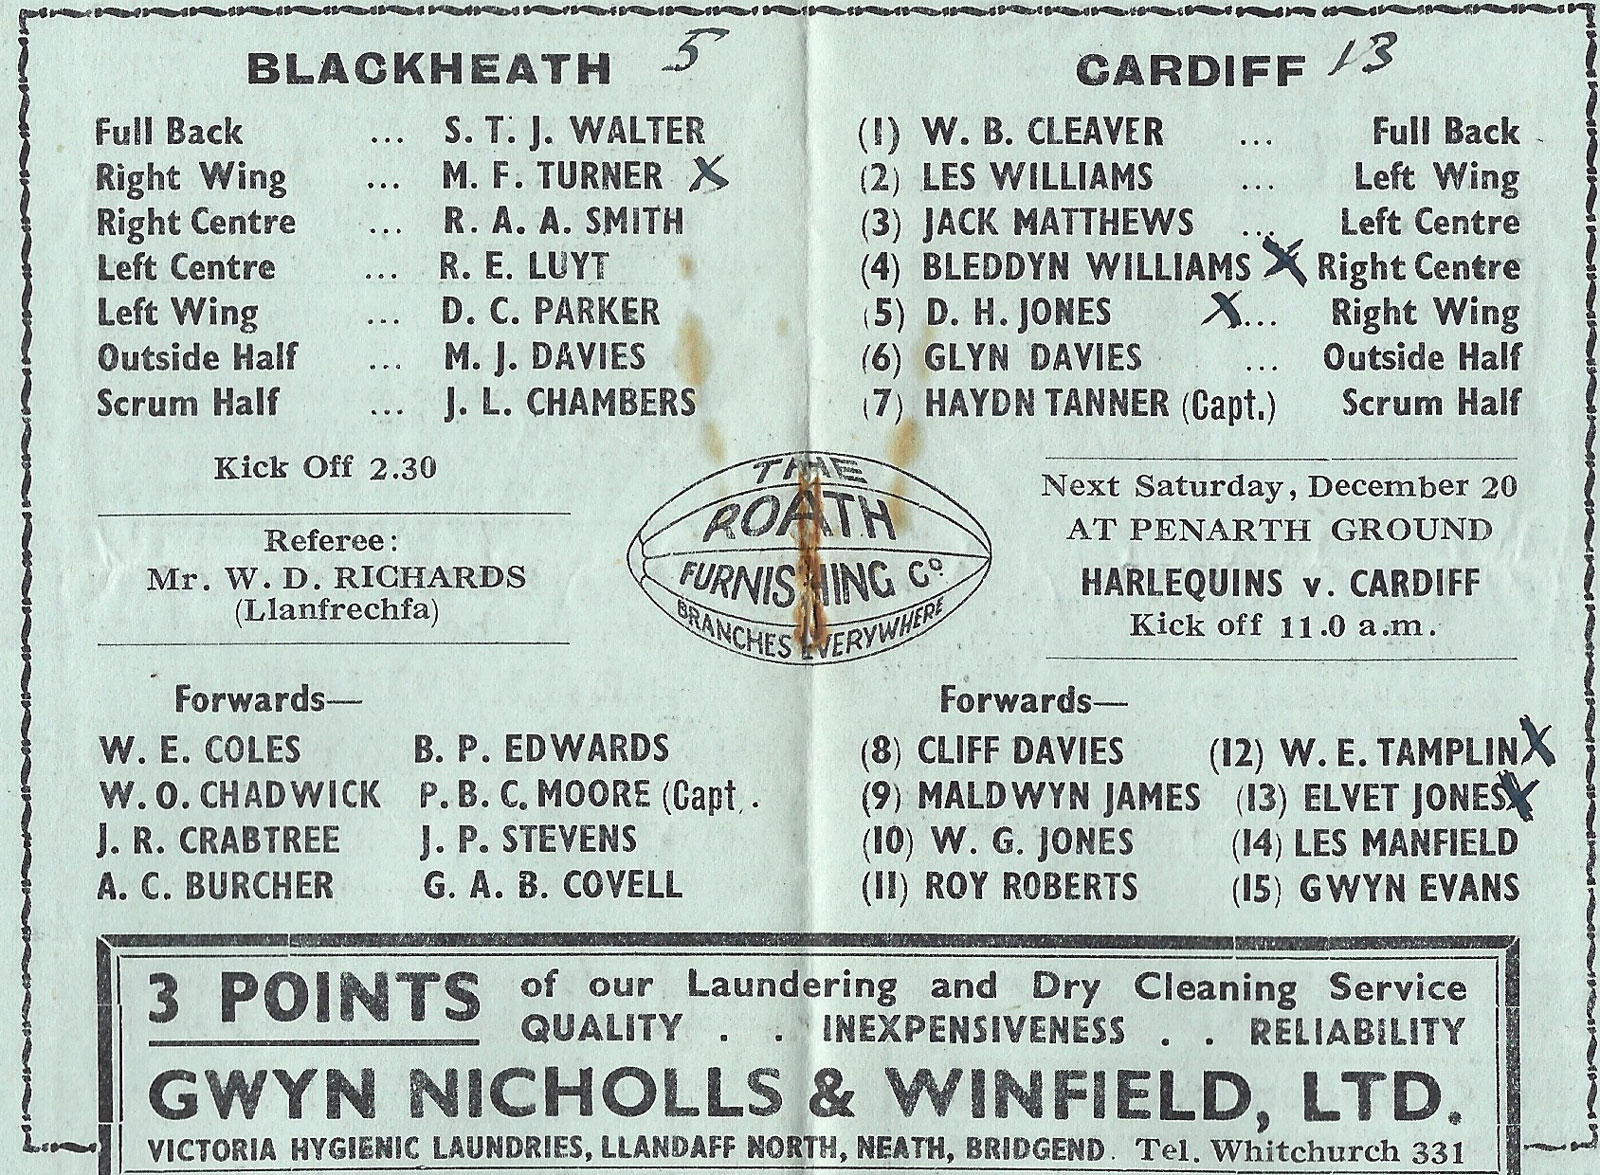 BLACKHEATH 5
Full Back ... S. T. J. WALTER
Right Wing ... M. F. TURNER X
Right Centre ... R. A. A. SMITH
Left Centre ... R. E. LUYT
Left Wing ... D. C. PARKER
Outside Half ... M. J. DAVIES
Scrum Half ... J. L. CHAMBERS
Kick Off 2.30
Referee:
Mr. W. D. RICHARDS
(Llanfrechfa)
Forwards—
W. E. COLES B. P. EDWARDS
W. O. CHADWICK P. B. C. MOORE (Capt .
J. R. CRABTREE J. P. STEVENS
A. C. BURCHER G. A. B. COVELL
THE
ROATH
FURNISHING Co.
BRANCHES EVERYWHERE
CARDIFF 13
(1) W. B. CLEAVER ... Full Back
(2) LES WILLIAMS ... Left Wing
(3) JACK MATTHEWS ... Left Centre
(4) BLEDDYN WILLIAMS X Right Centre
(5) D. H. JONES X... Right Wing
(6) GLYN DAVIES ... Outside Half
(7) HAYDN TANNER (Capt.) Scrum Half
Next Saturday, December 20
AT PENARTH GROUND
HARLEQUINS v. CARDIFF
Kick off 11.0 a.m.
Forwards—
(8) CLIFF DAVIES (12) W. E. TAMPLIN X
(9) MALDWYN JAMES (13) ELVET JONES X
(10) W. G. JONES (14) LES MANFIELD
(11) ROY ROBERTS (15) GWYN EVANS
3 POINTS of our Laundering and Dry Cleaning Service
QUALITY . . INEXPENSIVENESS . . RELIABILITY
GWYN NICHOLLS & WINFIELD, LTD.
VICTORIA HYGIENIC LAUNDRIES, LLANDAFF NORTH, NEATH, BRIDGEND. Tel. Whitchurch 331